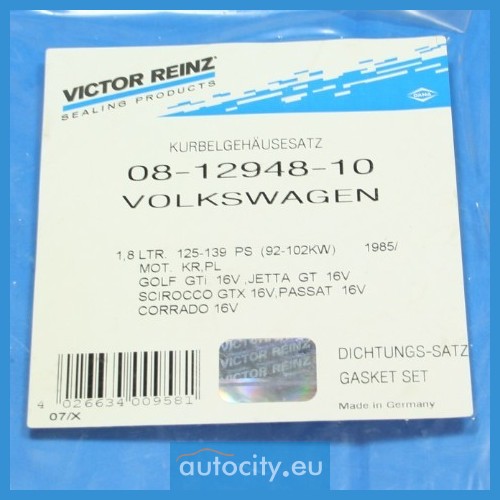 VICTOR REINZ®
SEALING PRODUCTS
DANA
KURBELGEHÄUSESATZ
08-12948-10
VOLKSWAGEN
1,8 LTR. 125-139 PS (92-102KW) 1985/
MOT. KR,PL
GOLF GTi 16V ,JETTA GT 16V
SCIROCCO GTX 16V,PASSAT 16V
CORRADO 16V
VICTOR REINZ
DICHTUNGS-SATZ
GASKET SET
4 026634 009581
Made in Germany
07/X
autocity.eu